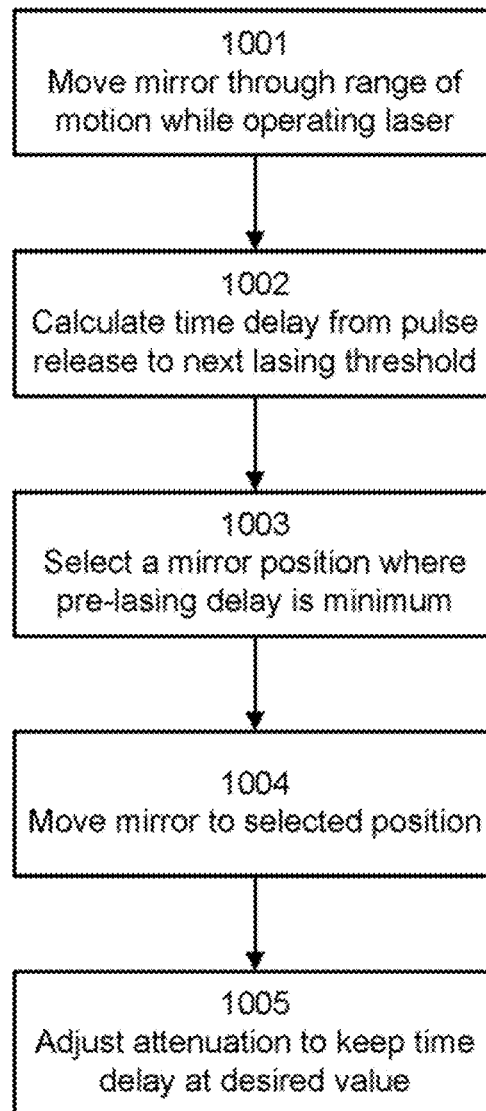 1001
Move mirror through range of
motion while operating laser
1002
Calculate time delay from pulse
release to next lasing threshold
1003
Select a mirror position where
pre-lasing delay is minimum
1004
Move mirror to selected position
1005
Adjust attenuation to keep time
delay at desired value